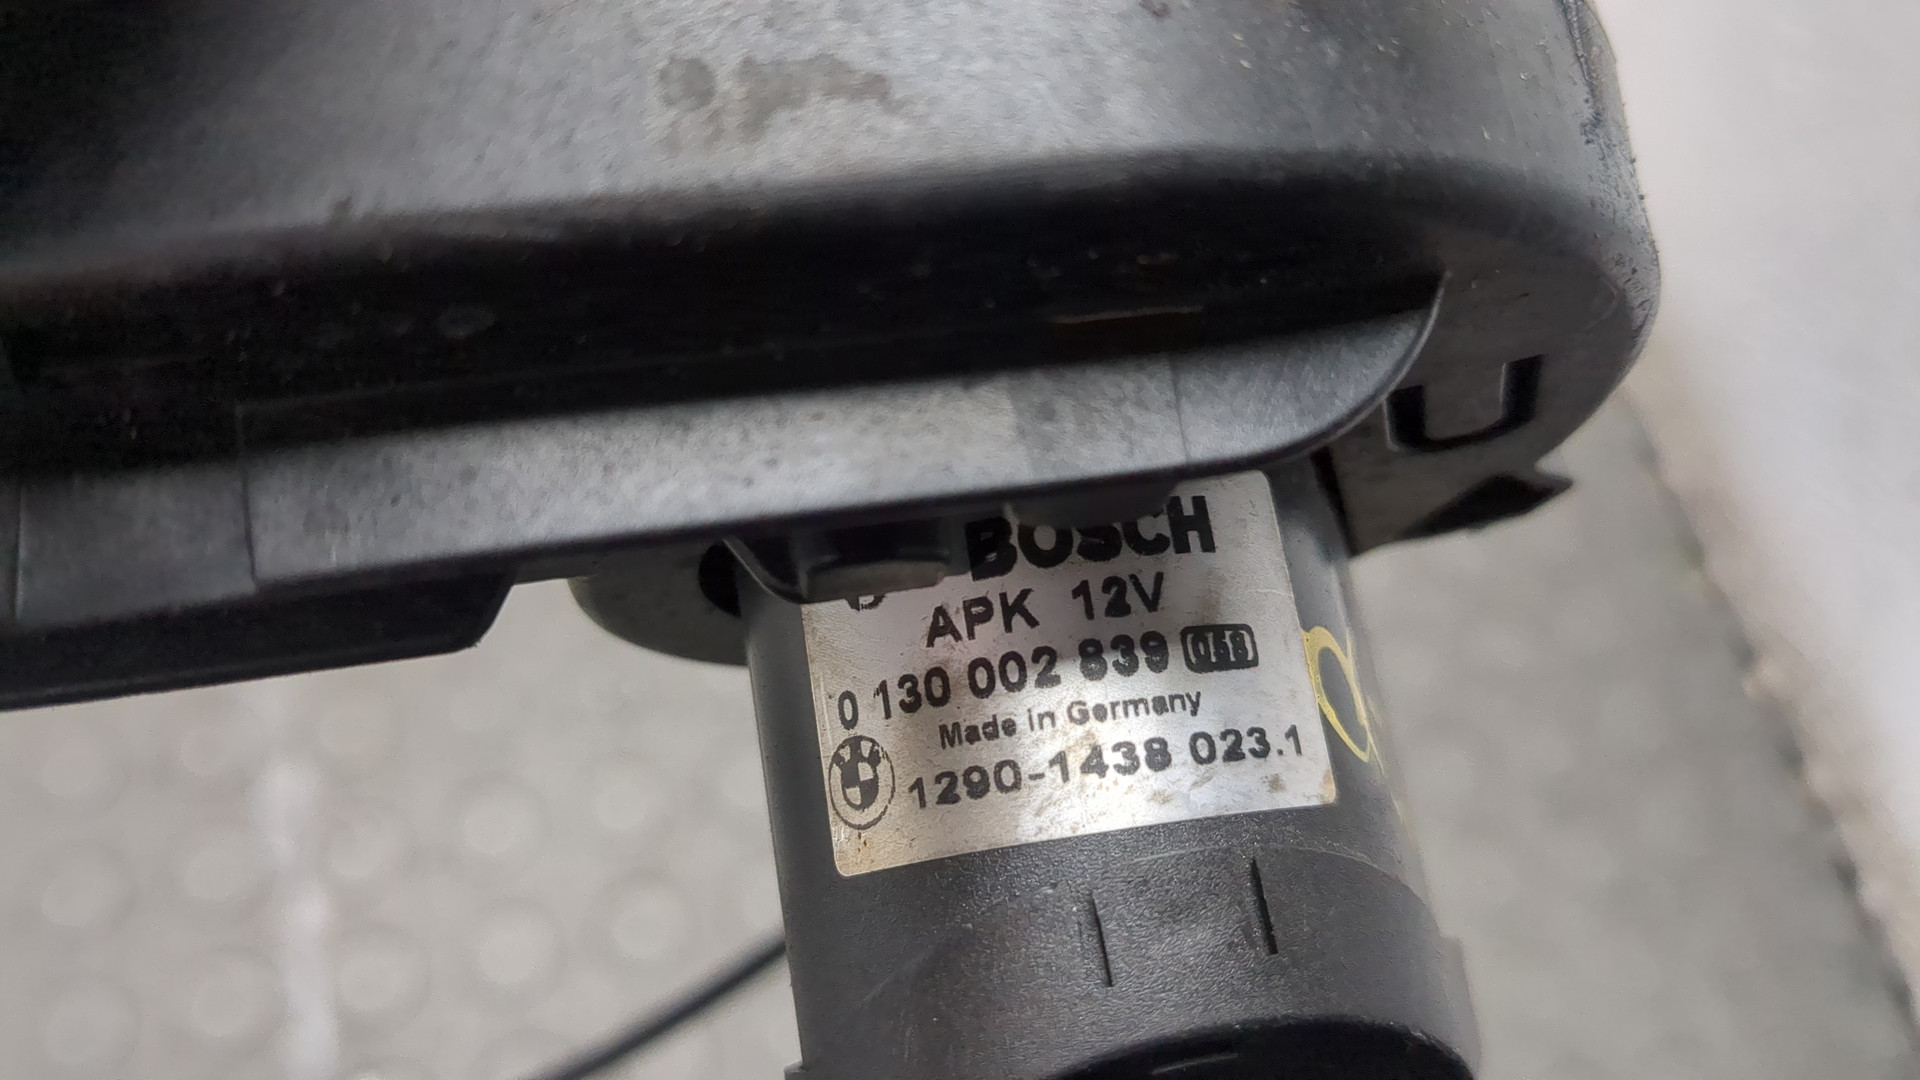 BOSCH
APK 12V
0 130 002 839 058
Made in Germany
1290-1438 023.1